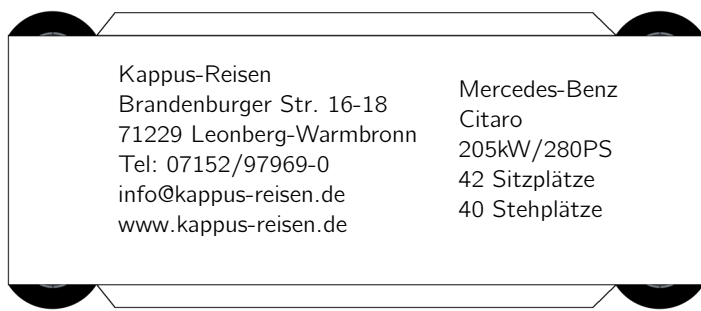 Kappus-Reisen
Brandenburger Str. 16-18
71229 Leonberg-Warmbronn
Tel: 07152/97969-0
info@kappus-reisen.de
www.kappus-reisen.de
Mercedes-Benz
Citaro
205kW/280PS
42 Sitzplätze
40 Stehplätze